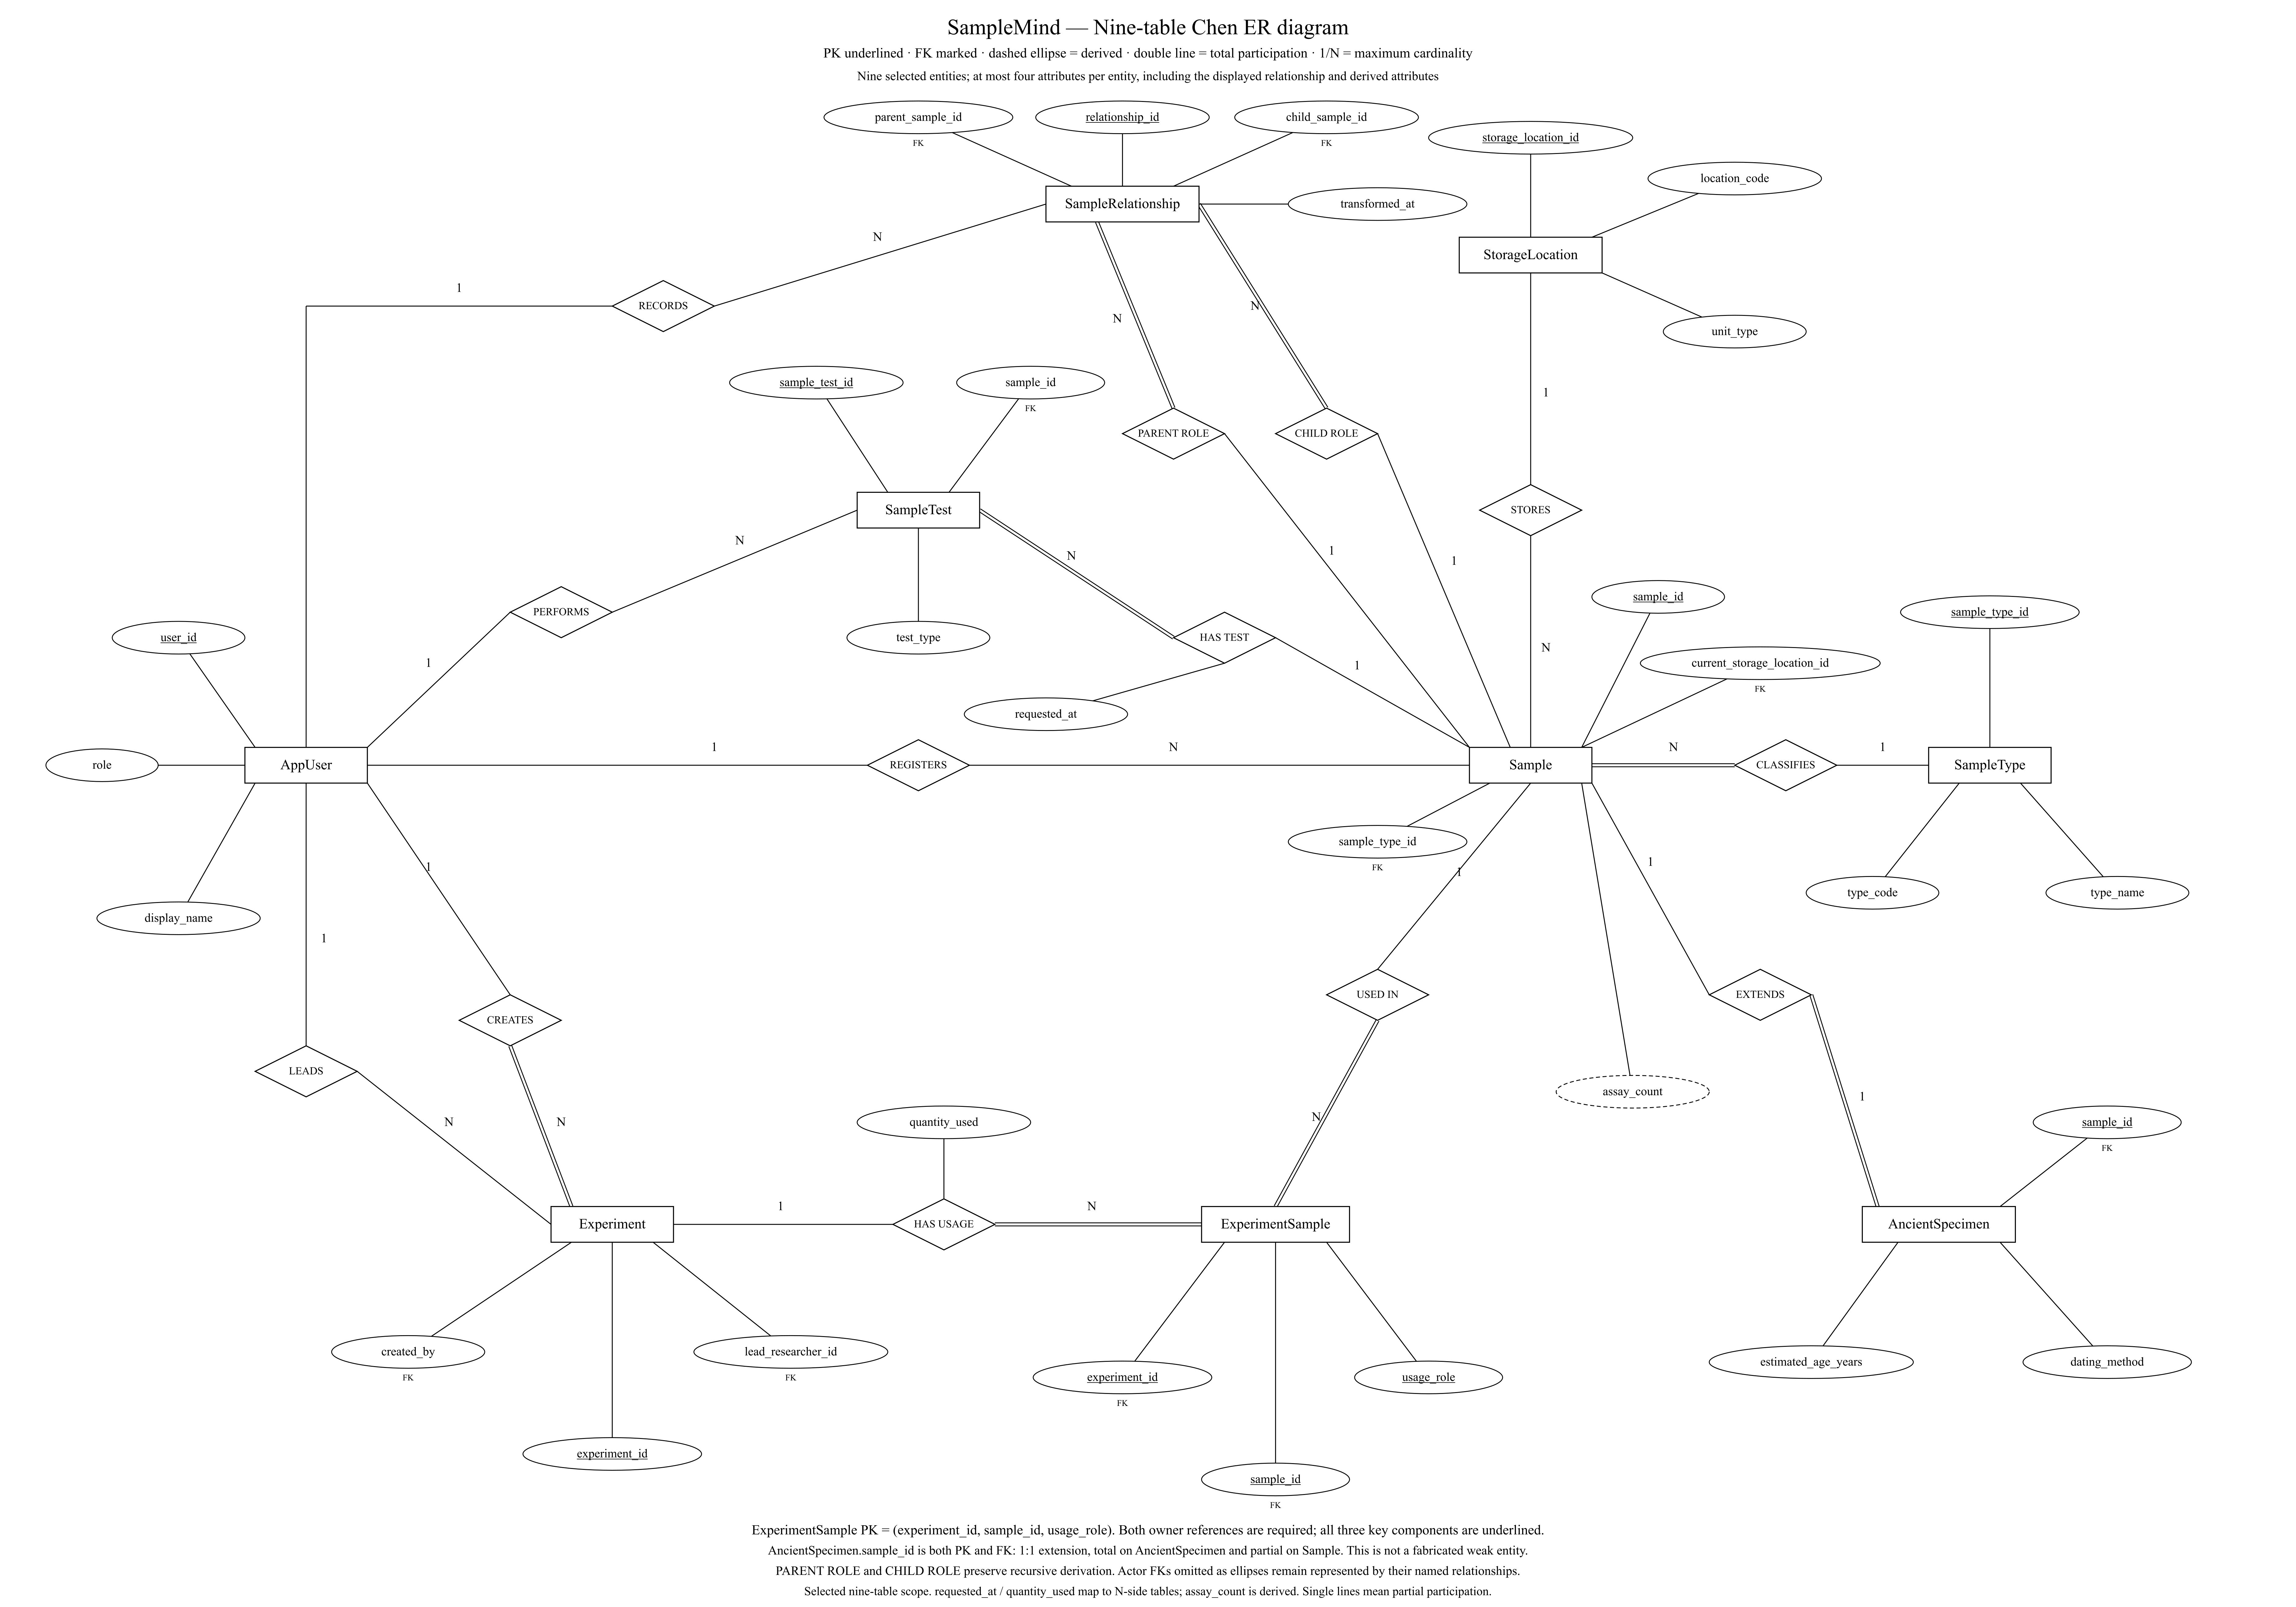 SampleMind — Nine-table Chen ER diagram
PK underlined · FK marked · dashed ellipse = derived · double line = total participation · 1/N = maximum cardinality
Nine selected entities; at most four attributes per entity, including the displayed relationship and derived attributes
parent_sample_id
FK
relationship_id
child_sample_id
FK
storage_location_id
location_code
SampleRelationship
transformed_at
StorageLocation
unit_type
N
1
RECORDS
N
N
1
sample_test_id
sample_id
FK
PARENT ROLE
CHILD ROLE
SampleTest
STORES
N
N
1
1
PERFORMS
sample_id
sample_type_id
user_id
test_type
HAS TEST
N
1
1
current_storage_location_id
FK
requested_at
1
N
N
1
role
AppUser
REGISTERS
Sample
CLASSIFIES
SampleType
sample_type_id
FK
1
1
1
type_code
type_name
display_name
1
CREATES
USED IN
EXTENDS
LEADS
assay_count
N
N
quantity_used
N
1
sample_id
FK
1
N
Experiment
HAS USAGE
ExperimentSample
AncientSpecimen
created_by
FK
lead_researcher_id
FK
experiment_id
FK
usage_role
estimated_age_years
dating_method
experiment_id
sample_id
FK
ExperimentSample PK = (experiment_id, sample_id, usage_role). Both owner references are required; all three key components are underlined.
AncientSpecimen.sample_id is both PK and FK: 1:1 extension, total on AncientSpecimen and partial on Sample. This is not a fabricated weak entity.
PARENT ROLE and CHILD ROLE preserve recursive derivation. Actor FKs omitted as ellipses remain represented by their named relationships.
Selected nine-table scope. requested_at / quantity_used map to N-side tables; assay_count is derived. Single lines mean partial participation.